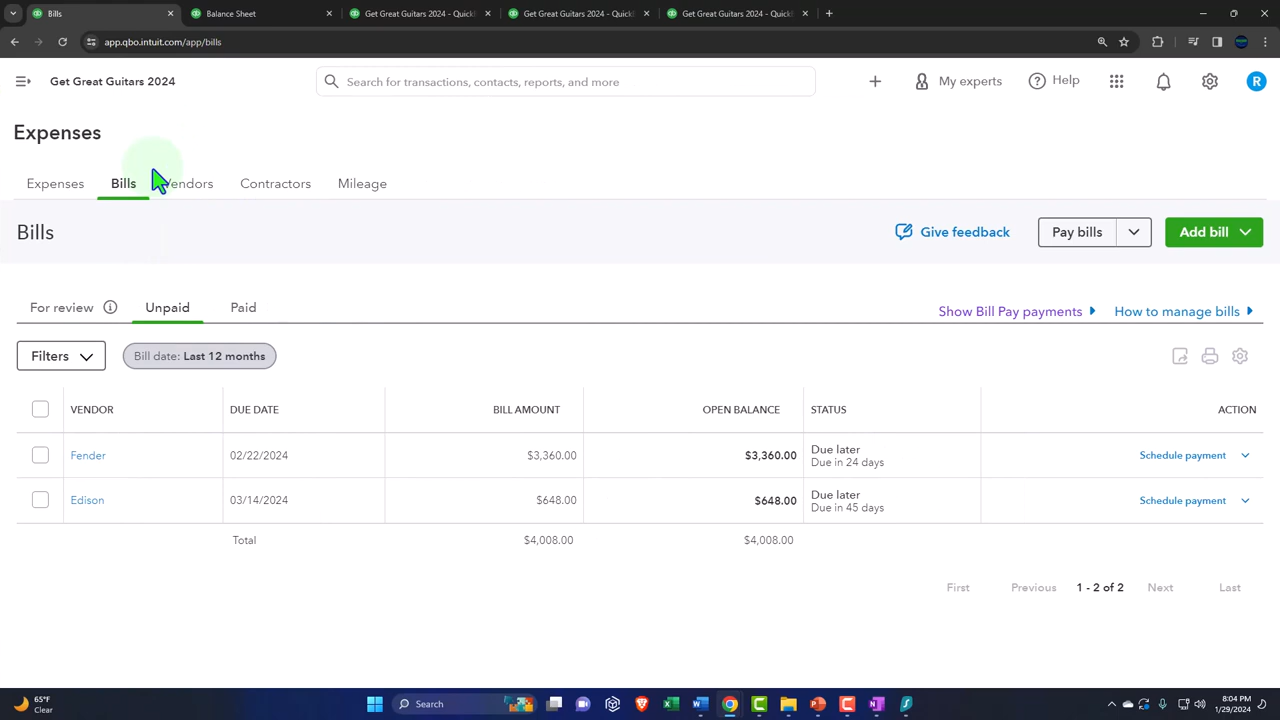 Bills
Balance Sheet
Get Great Guitars 2024 - QuickB
Get Great Guitars 2024 - QuickB
Get Great Guitars 2024 - QuickB
app.qbo.intuit.com/app/bills
Get Great Guitars 2024
Search for transactions, contacts, reports, and more
My experts
Help
R
Expenses
Expenses Bills Vendors Contractors Mileage
Bills
Give feedback
Pay bills
Add bill
For review Unpaid Paid
Show Bill Pay payments
How to manage bills
Filters
Bill date: Last 12 months
VENDOR DUE DATE BILL AMOUNT OPEN BALANCE STATUS ACTION
Fender 02/22/2024 $3,360.00 $3,360.00 Due later Schedule payment
Due in 24 days
Edison 03/14/2024 $648.00 $648.00 Due later Schedule payment
Due in 45 days
Total $4,008.00 $4,008.00
First Previous 1 - 2 of 2 Next Last
65°F
Clear
Search
8:04 PM
1/29/2024